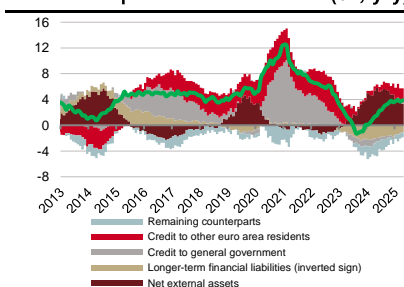 16
12
8
4
0
-4
-8
2013 2014 2015 2016 2017 2018 2019 2020 2021 2022 2023 2024 2025
Remaining counterparts
Credit to other euro area residents
Credit to general government
Longer-term financial liabilities (inverted sign)
Net external assets